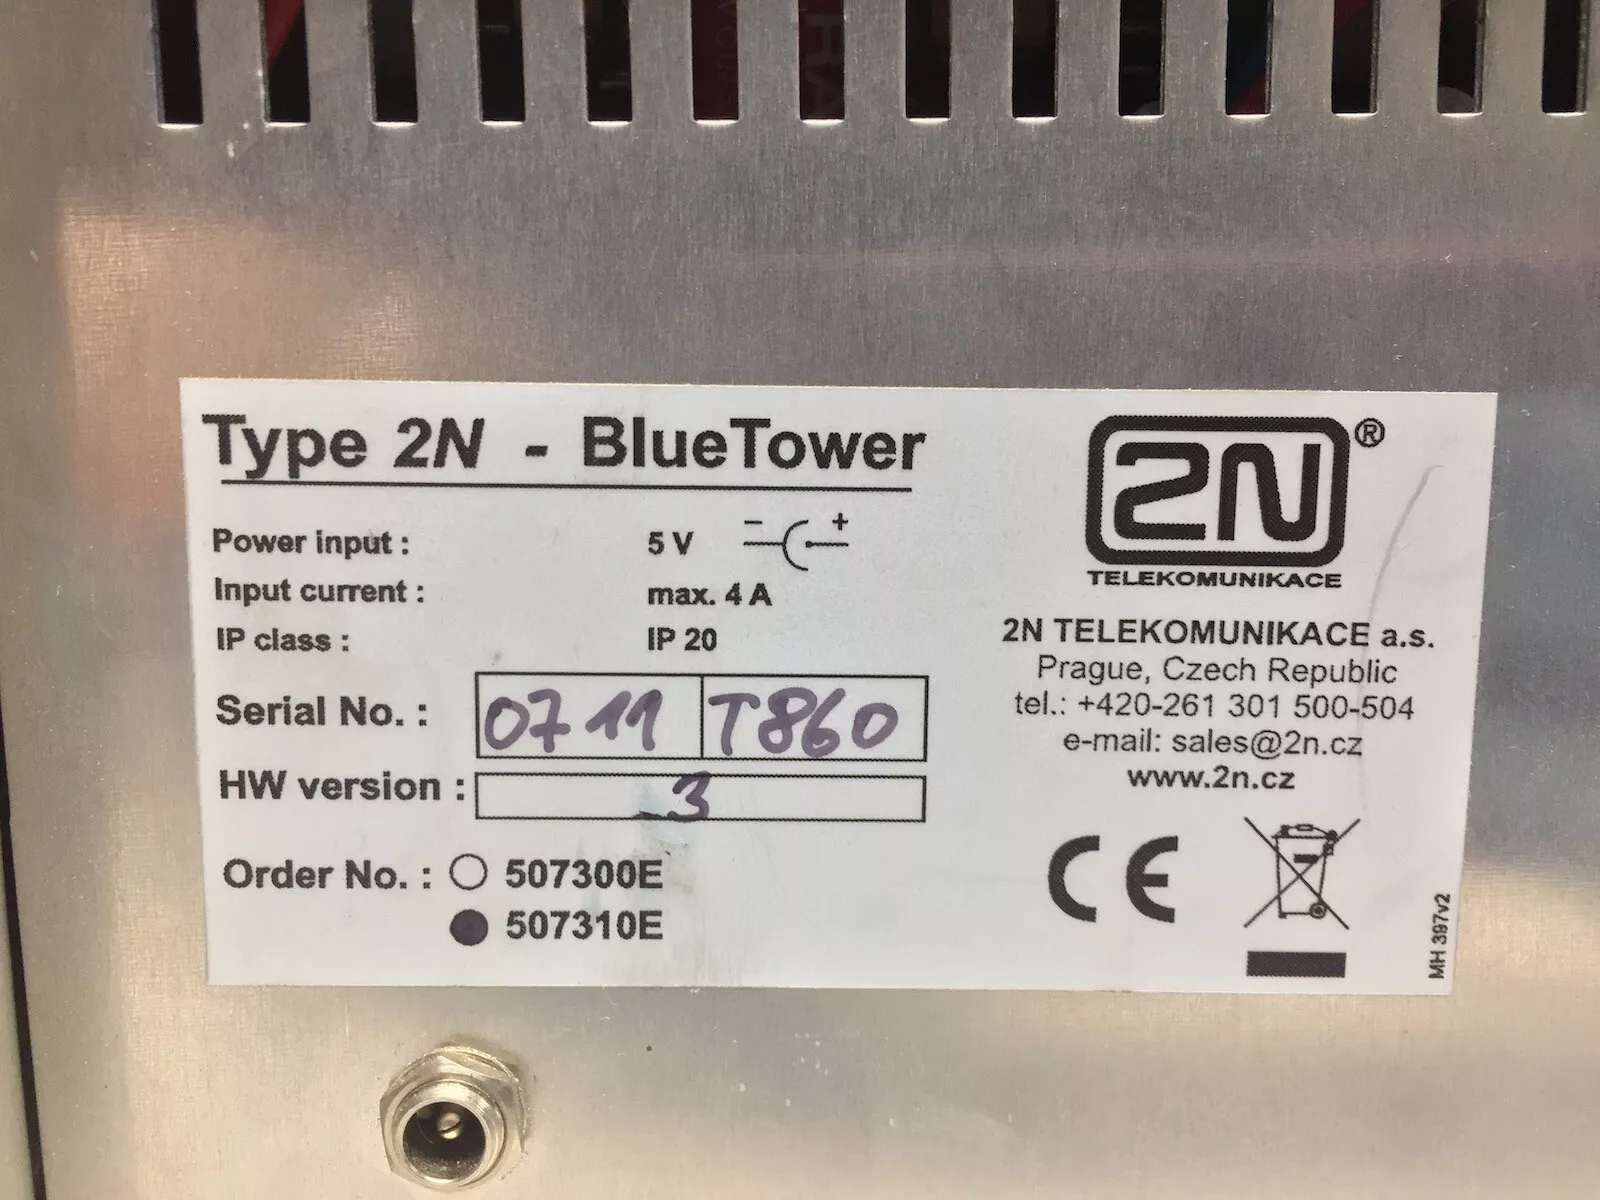 Type 2N - BlueTower
Power input : 5 V - +
Input current : max. 4 A
IP class : IP 20
Serial No. : 0711 T860
HW version : 3
Order No. : 507300E
507310E
2N®
TELEKOMUNIKACE
2N TELEKOMUNIKACE a.s.
Prague, Czech Republic
tel.: +420-261 301 500-504
e-mail: sales@2n.cz
www.2n.cz
CE
MH 397v2